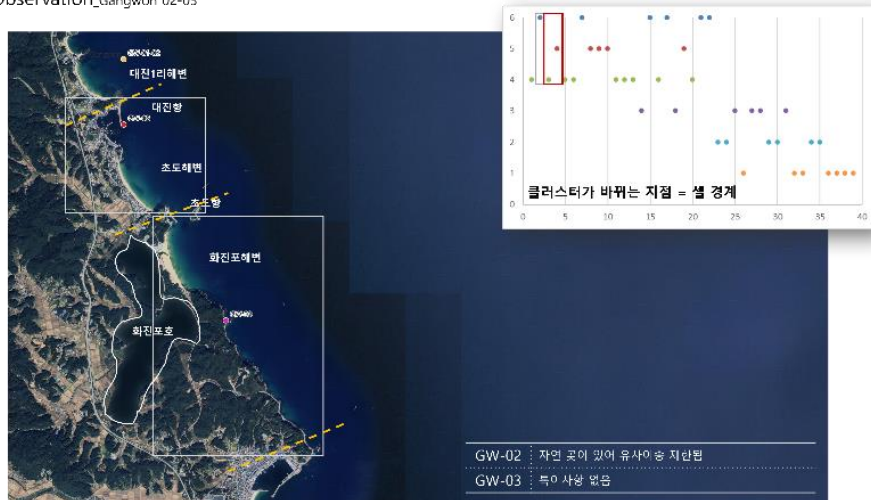 Observation_Gangwon 02-03
대진1리해변
대진항
초도해변
초도항
화진포해변
화진포호
6
5
4
3
2
1
0
클러스터가 바뀌는 지점 = 셀 경계
0 5 10 15 20 25 30 35 40
GW-02 자연 곶이 있어 유사이송 제한됨
GW-03 특이사항 없음